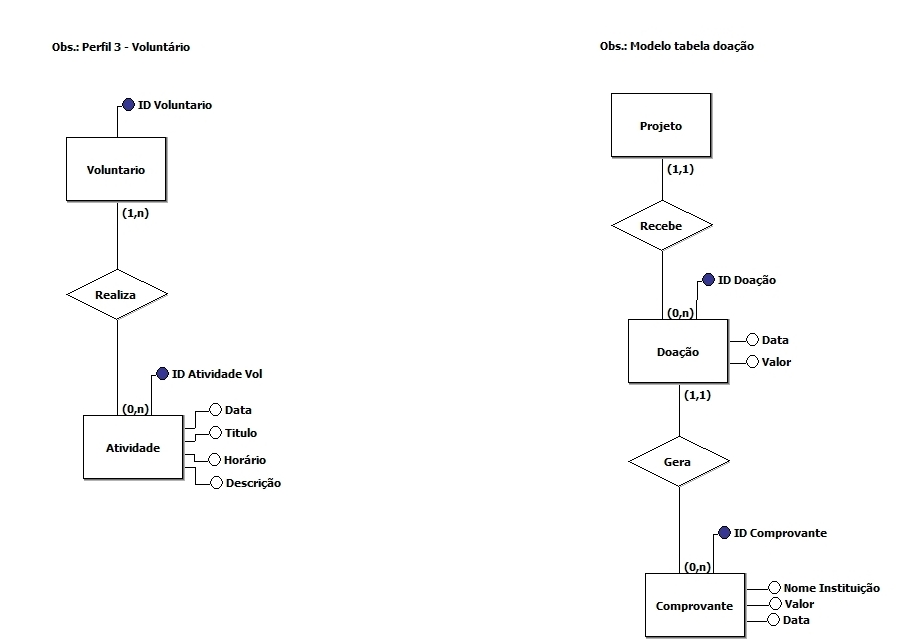 Obs.: Perfil 3 - Voluntário
ID Voluntario
Voluntario
(1,n)
Realiza
ID Atividade Vol
(0,n)
Data
Titulo
Atividade
Horário
Descrição
Obs.: Modelo tabela doação
Projeto
(1,1)
Recebe
ID Doação
(0,n)
Data
Doação
Valor
(1,1)
Gera
ID Comprovante
(0,n)
Nome Instituição
Comprovante
Valor
Data